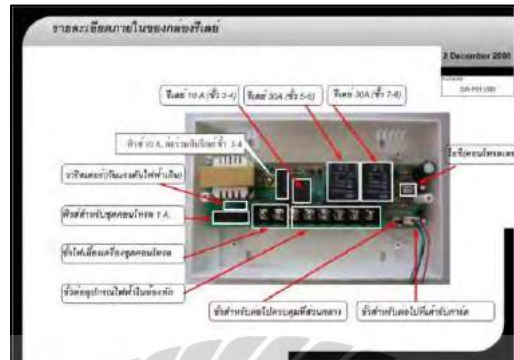 รายละเอียดภายในของกล่องรีเลย์
2 December 2008
รีเลย์ 10 A (ขั้ว 3-4)
รีเลย์ 30A (ขั้ว 5-6)
รีเลย์ 30A (ขั้ว 7-8)
ฟิวส์ 10 A. ต่อร่วมกับรีเลย์ ขั้ว 3-4
วาริสเตอร์(กันแรงดันไฟฟ้าเกิน)
ฟิวส์สำหรับชุดคอนโทรล 1 A.
ขั้วไฟเลี้ยงเครื่องชุดคอนโทรล
ขั้วต่ออุปกรณ์ไฟฟ้าในห้องพัก
ขั้วสำหรับต่อไปควบคุมที่ส่วนกลาง
ขั้วสำหรับต่อไปที่เต้ารับการ์ด